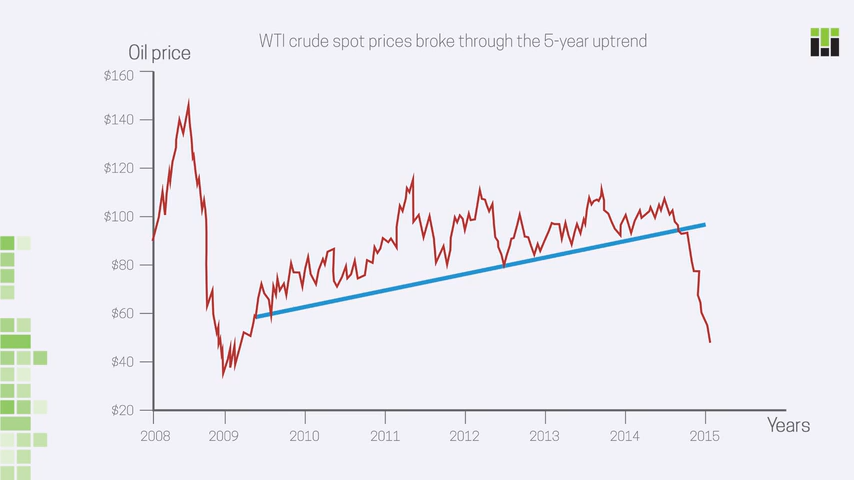 WTI crude spot prices broke through the 5-year uptrend
Oil price
$160
$140
$120
$100
$80
$60
$40
$20
2008 2009 2010 2011 2012 2013 2014 2015
Years